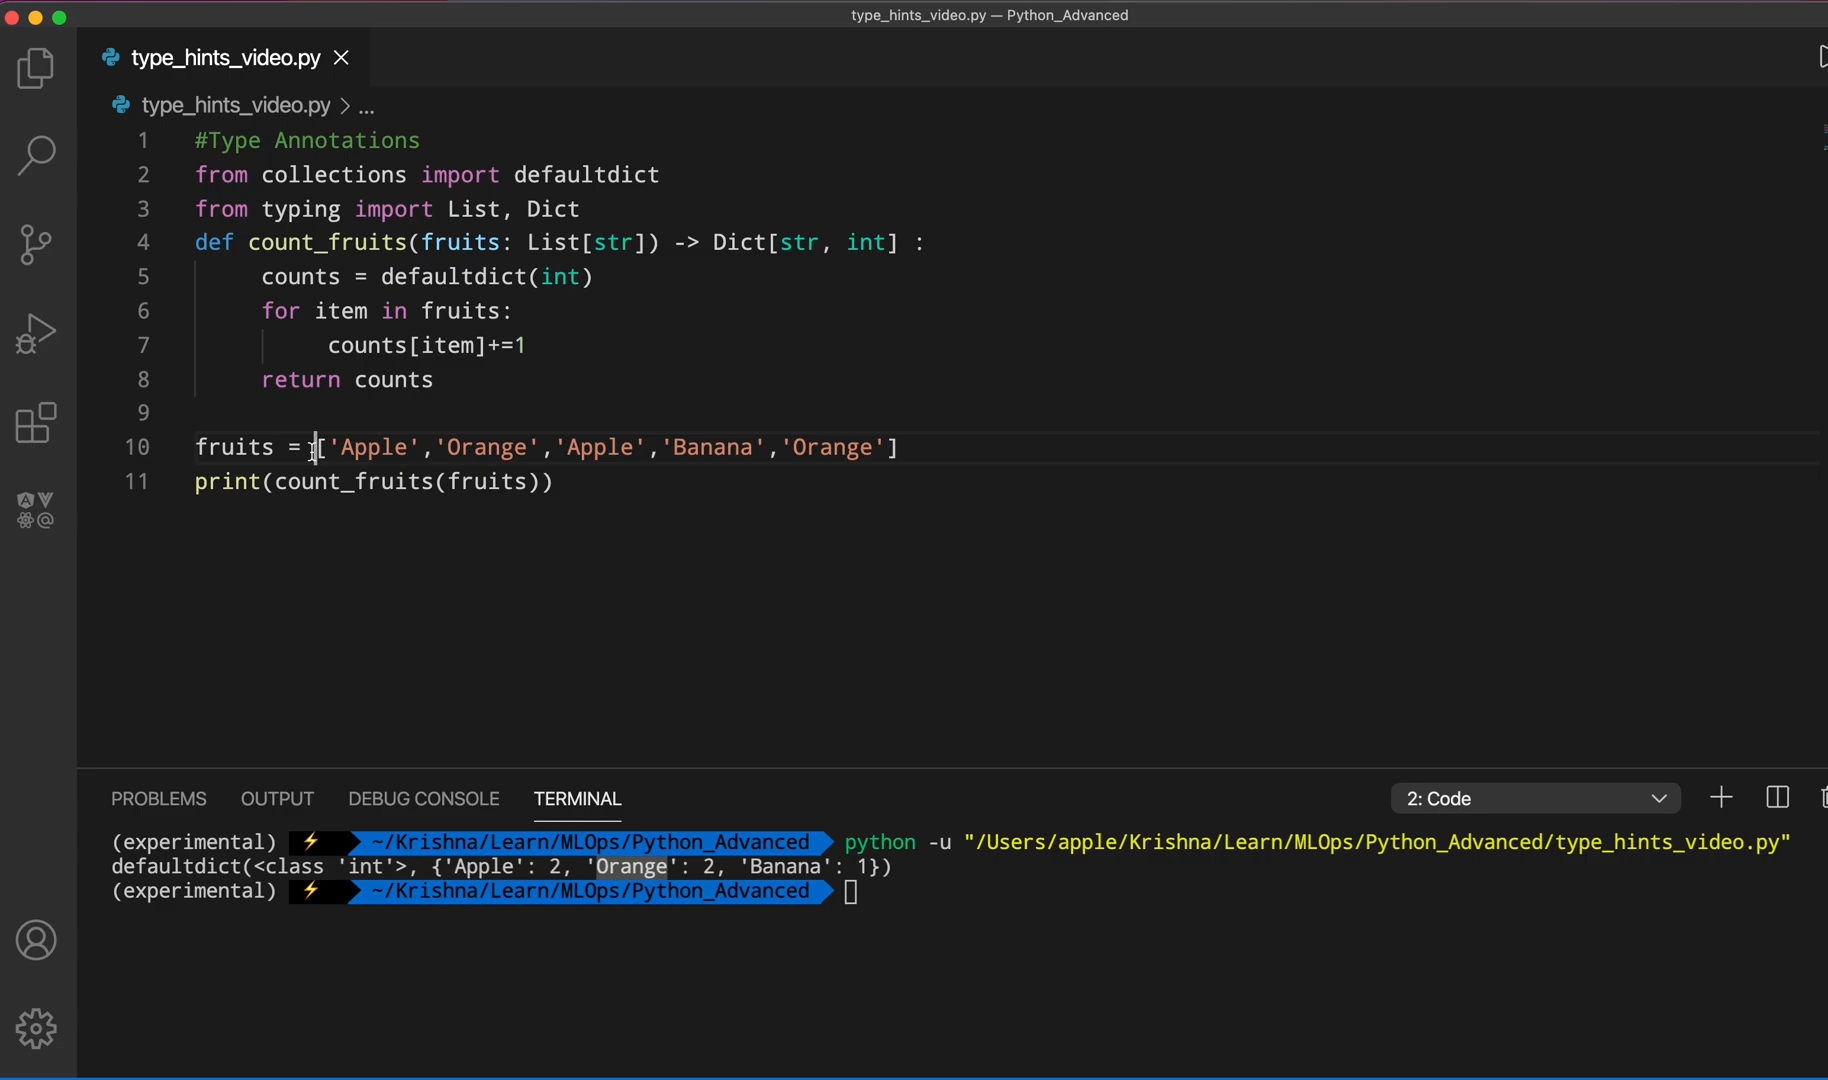 type_hints_video.py — Python_Advanced
type_hints_video.py
type_hints_video.py > ...
1 #Type Annotations
2 from collections import defaultdict
3 from typing import List, Dict
4 def count_fruits(fruits: List[str]) -> Dict[str, int] :
5 counts = defaultdict(int)
6 for item in fruits:
7 counts[item]+=1
8 return counts
9
10 fruits = ['Apple','Orange','Apple','Banana','Orange']
11 print(count_fruits(fruits))
PROBLEMS OUTPUT DEBUG CONSOLE TERMINAL 2: Code
(experimental) ~/Krishna/Learn/MLOps/Python_Advanced python -u "/Users/apple/Krishna/Learn/MLOps/Python_Advanced/type_hints_video.py"
defaultdict(<class 'int'>, {'Apple': 2, 'Orange': 2, 'Banana': 1})
(experimental) ~/Krishna/Learn/MLOps/Python_Advanced